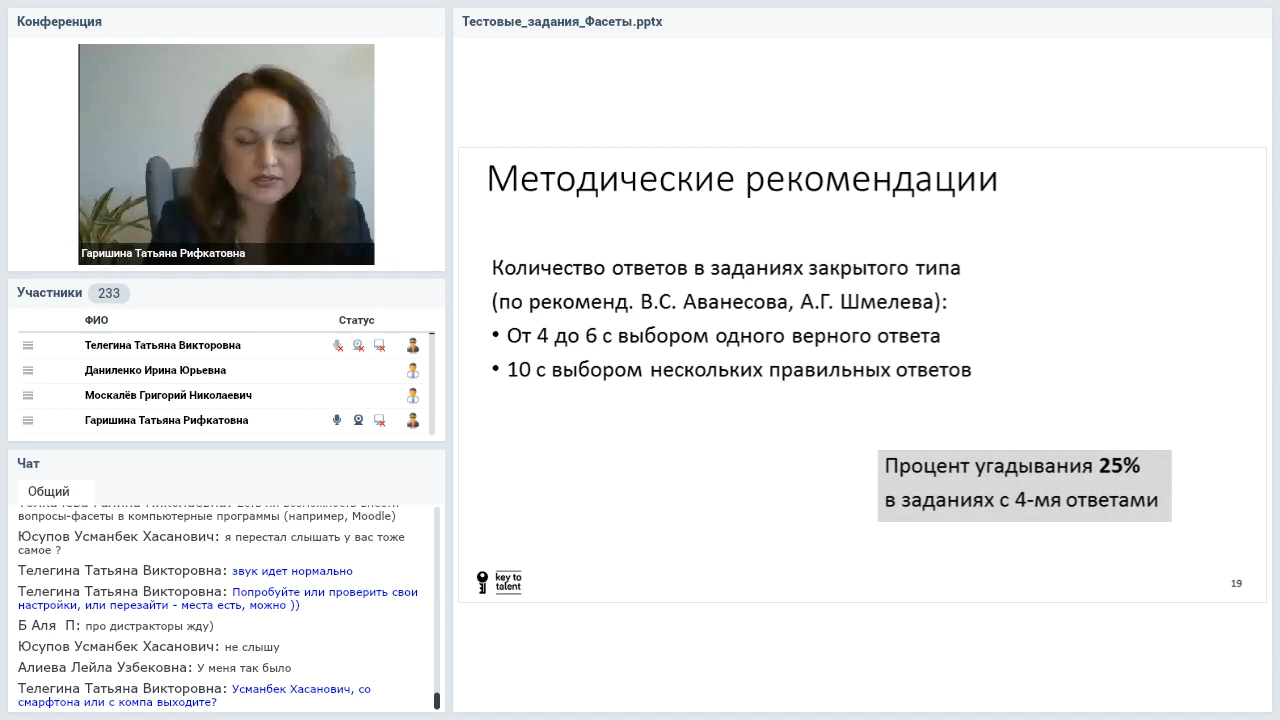 Конференция
Гаришина Татьяна Рифкатовна
Участники 233
ФИО Статус
Телегина Татьяна Викторовна
Даниленко Ирина Юрьевна
Москалёв Григорий Николаевич
Гаришина Татьяна Рифкатовна
Чат
Общий
вопросы-фасеты в компьютерные программы (например, Moodle)
Юсупов Усманбек Хасанович: я перестал слышать у вас тоже
самое ?
Телегина Татьяна Викторовна: звук идет нормально
Телегина Татьяна Викторовна: Попробуйте или проверить свои
настройки, или перезайти - места есть, можно ))
Б Аля П: про дистракторы жду)
Юсупов Усманбек Хасанович: не слышу
Алиева Лейла Узбековна: У меня так было
Телегина Татьяна Викторовна: Усманбек Хасанович, со
смарфтона или с компа выходите?
Тестовые_задания_Фасеты.pptx
Методические рекомендации
Количество ответов в заданиях закрытого типа
(по рекоменд. В.С. Аванесова, А.Г. Шмелева):
• От 4 до 6 с выбором одного верного ответа
• 10 с выбором нескольких правильных ответов
Процент угадывания 25%
в заданиях с 4-мя ответами
key to
talent
19